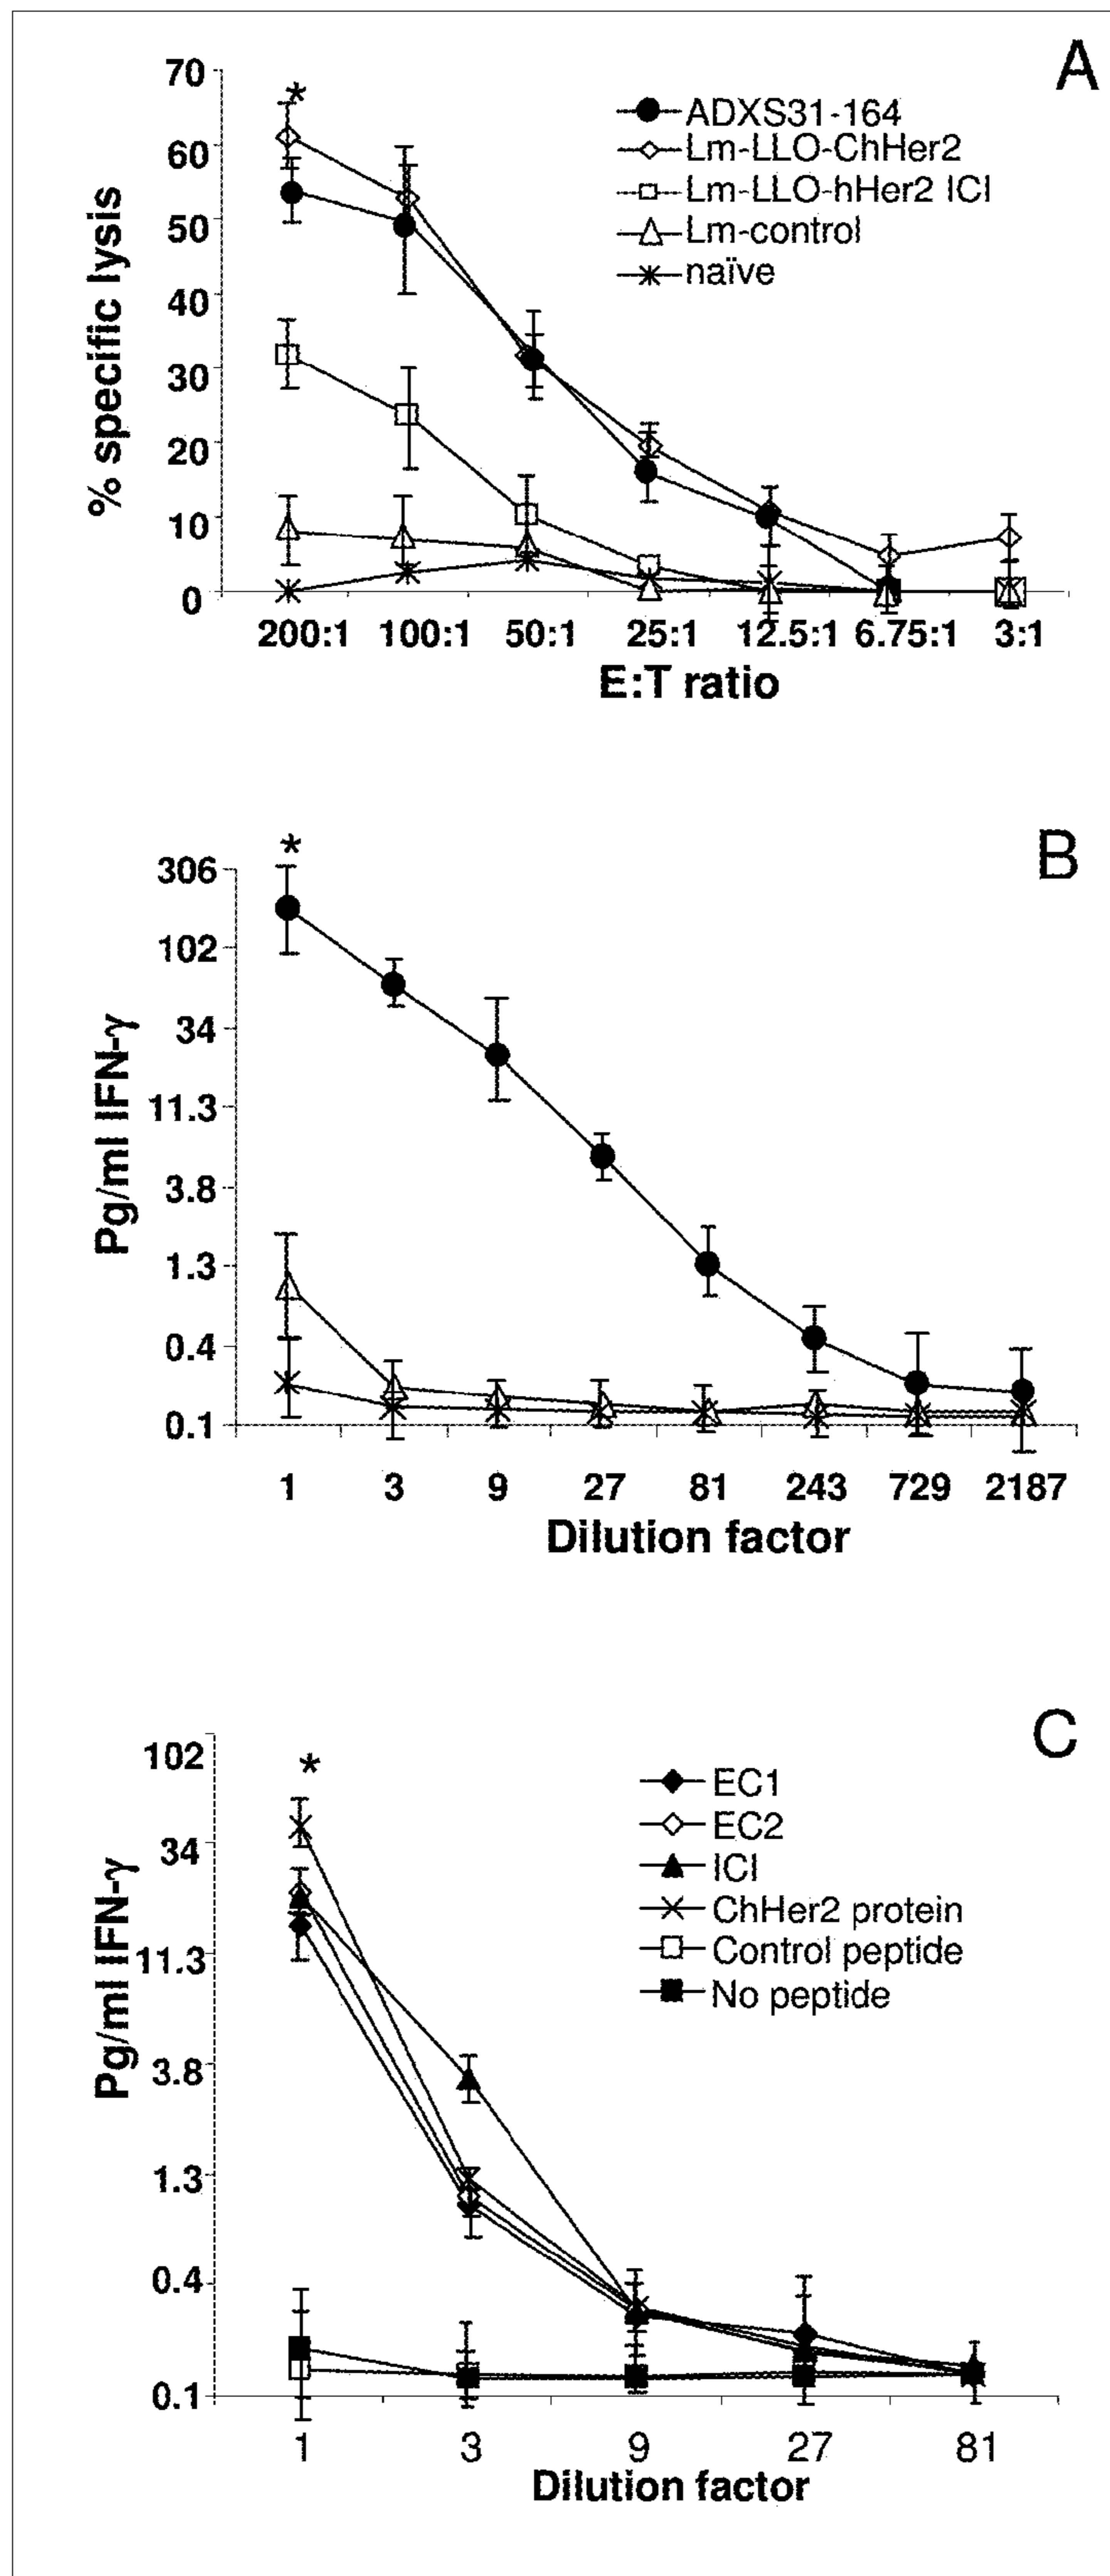 A
70
60
50
40
30
20
10
0
% specific lysis
*
ADXS31-164
Lm-LLO-ChHer2
Lm-LLO-hHer2 ICI
Lm-control
naïve
200:1 100:1 50:1 25:1 12.5:1 6.75:1 3:1
E:T ratio
B
306
102
34
11.3
3.8
1.3
0.4
0.1
Pg/ml IFN-γ
*
1 3 9 27 81 243 729 2187
Dilution factor
C
102
34
11.3
3.8
1.3
0.4
0.1
Pg/ml IFN-γ
*
EC1
EC2
ICI
ChHer2 protein
Control peptide
No peptide
1 3 9 27 81
Dilution factor